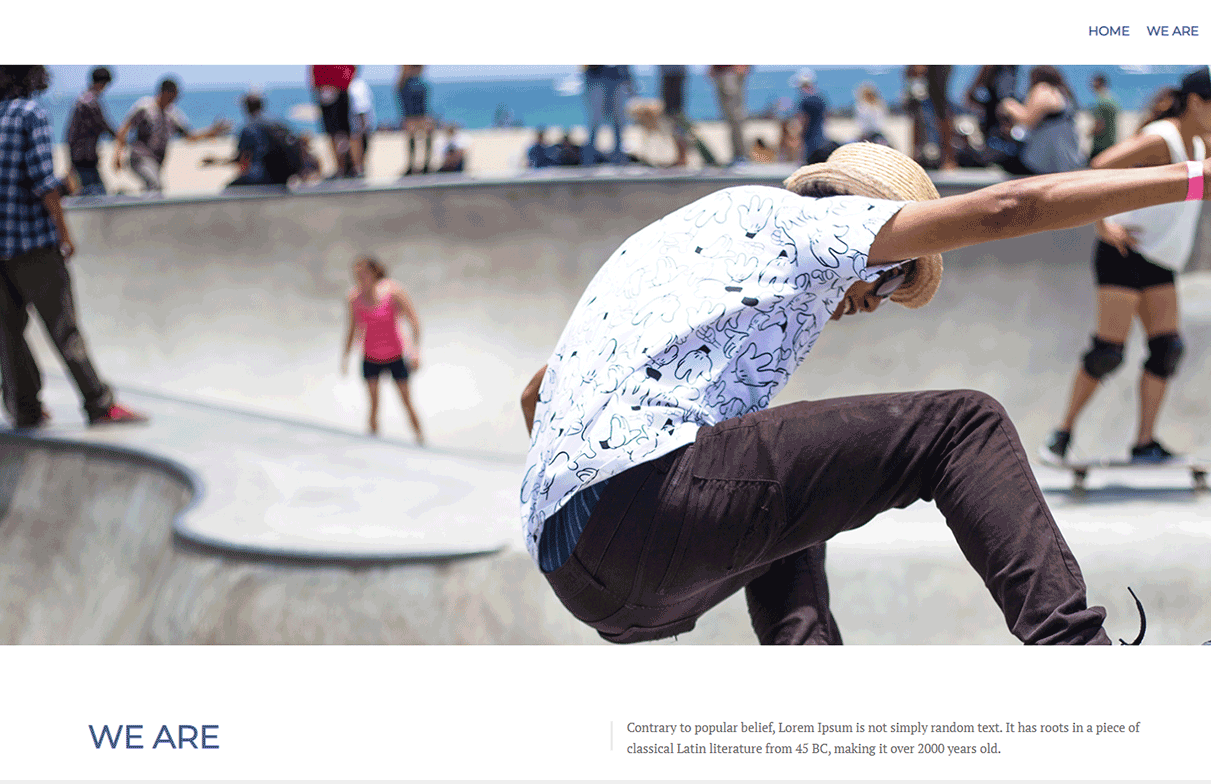 HOME WE ARE
WE ARE
Contrary to popular belief, Lorem Ipsum is not simply random text. It has roots in a piece of
classical Latin literature from 45 BC, making it over 2000 years old.